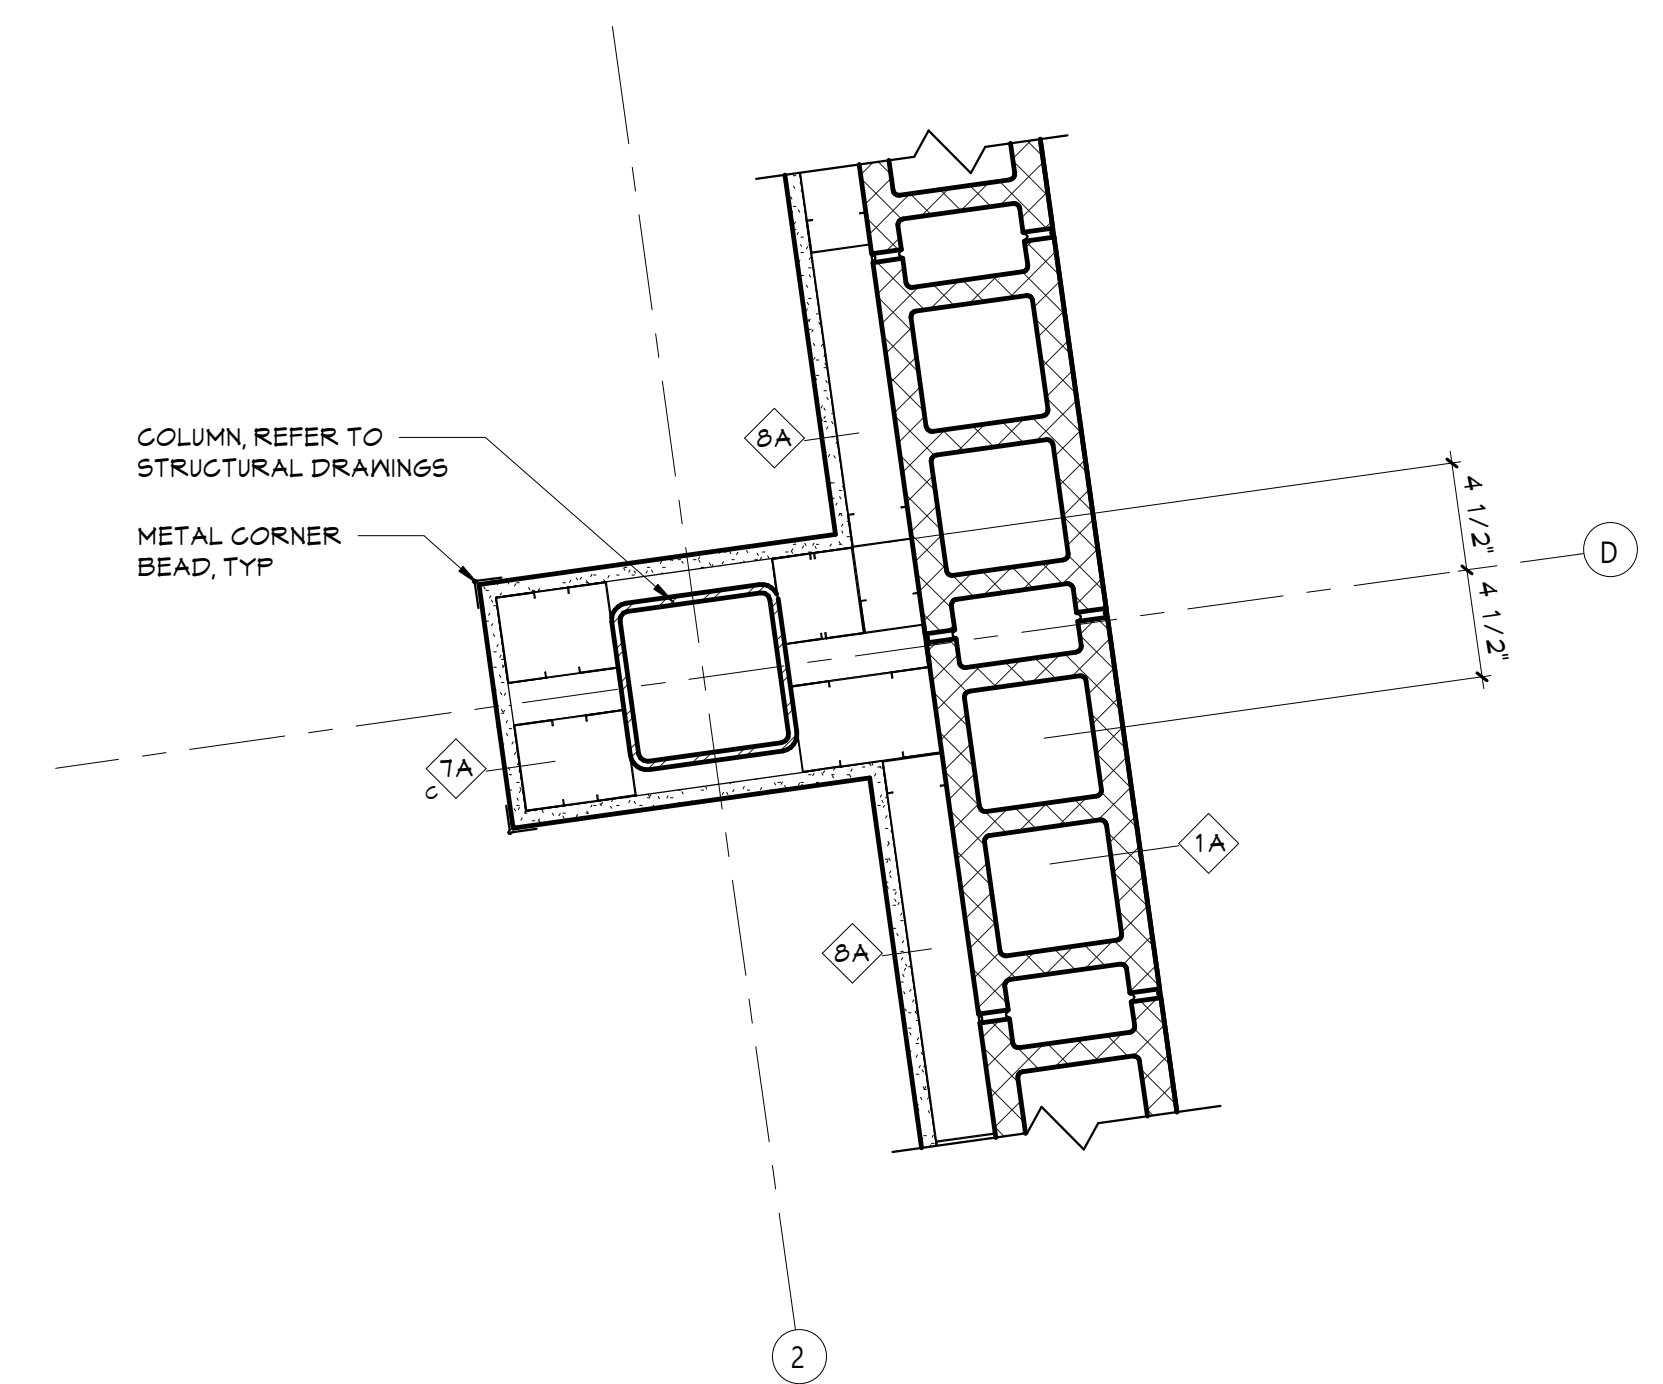 COLUMN, REFER TO
STRUCTURAL DRAWINGS
METAL CORNER
BEAD, TYP
8A
4 1/2"
D
4 1/2"
7A
C
1A
8A
2